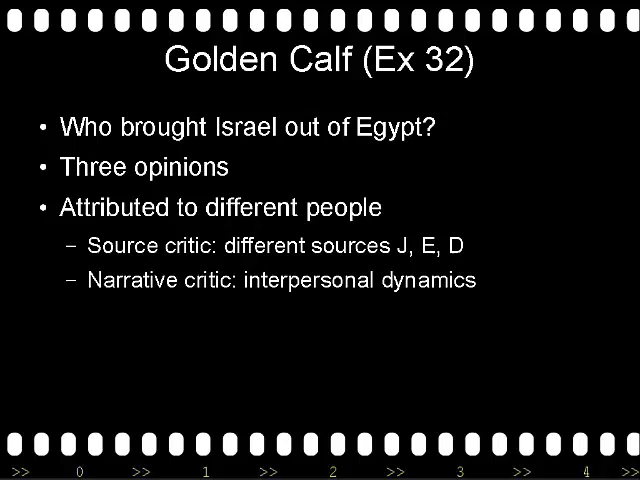 Golden Calf (Ex 32)
• Who brought Israel out of Egypt?
• Three opinions
• Attributed to different people
– Source critic: different sources J, E, D
– Narrative critic: interpersonal dynamics
>> 0 >> 1 >> 2 >> 3 >> 4 >>